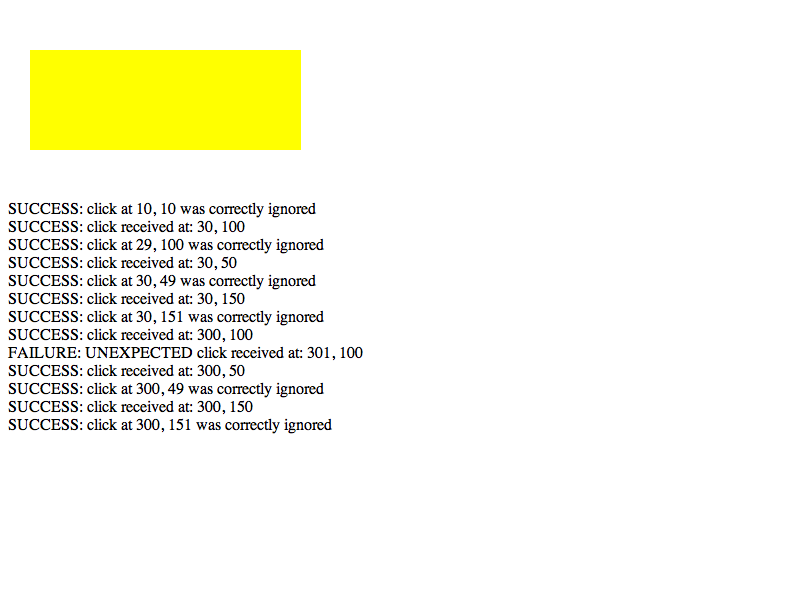 SUCCESS: click at 10, 10 was correctly ignored
SUCCESS: click received at: 30, 100
SUCCESS: click at 29, 100 was correctly ignored
SUCCESS: click received at: 30, 50
SUCCESS: click at 30, 49 was correctly ignored
SUCCESS: click received at: 30, 150
SUCCESS: click at 30, 151 was correctly ignored
SUCCESS: click received at: 300, 100
FAILURE: UNEXPECTED click received at: 301, 100
SUCCESS: click received at: 300, 50
SUCCESS: click at 300, 49 was correctly ignored
SUCCESS: click received at: 300, 150
SUCCESS: click at 300, 151 was correctly ignored